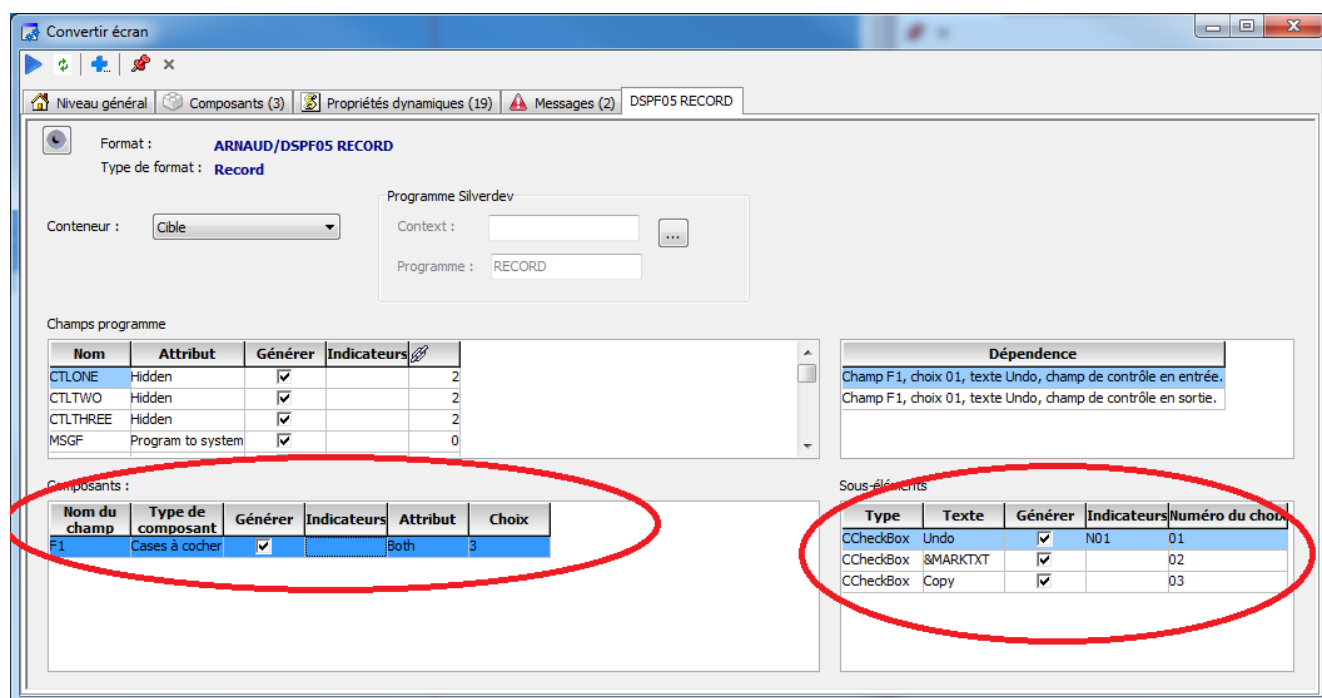 Convertir écran
Niveau général Composants (3) Propriétés dynamiques (19) Messages (2) DSPF05 RECORD
Format : ARNAUD/DSPF05 RECORD
Type de format : Record
Programme Silverdev
Conteneur : Cible Context : ...
Programme : RECORD
Champs programme
Nom Attribut Générer Indicateurs Dépendence
CTLONE Hidden 2 Champ F1, choix 01, texte Undo, champ de contrôle en entrée.
CTLTWO Hidden 2 Champ F1, choix 01, texte Undo, champ de contrôle en sortie.
CTLTHREE Hidden 2
MSGF Program to system 0
Composants : Sous-éléments
Nom du champ Type de composant Générer Indicateurs Attribut Choix Type Texte Générer Indicateurs Numéro du choix
F1 Cases à cocher Both 3 CCheckBox Undo N01 01
CCheckBox &MARKTXT 02
CCheckBox Copy 03